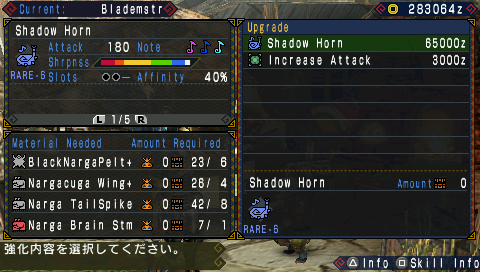 Current: Blademstr
283064z
Shadow Horn
Attack 180 Note
Shrpnss
RARE-6 Slots Affinity 40%
L 1/5 R
Material Needed Amount Required
BlackNargaPelt+ 0 23/ 6
Nargacuga Wing+ 0 26/ 4
Narga TailSpike 0 42/ 8
Narga Brain Stm 0 7/ 1
Upgrade
Shadow Horn 65000z
Increase Attack 3000z
Shadow Horn Amount 0
RARE-6
強化内容を選択してください。
Info Skill Info